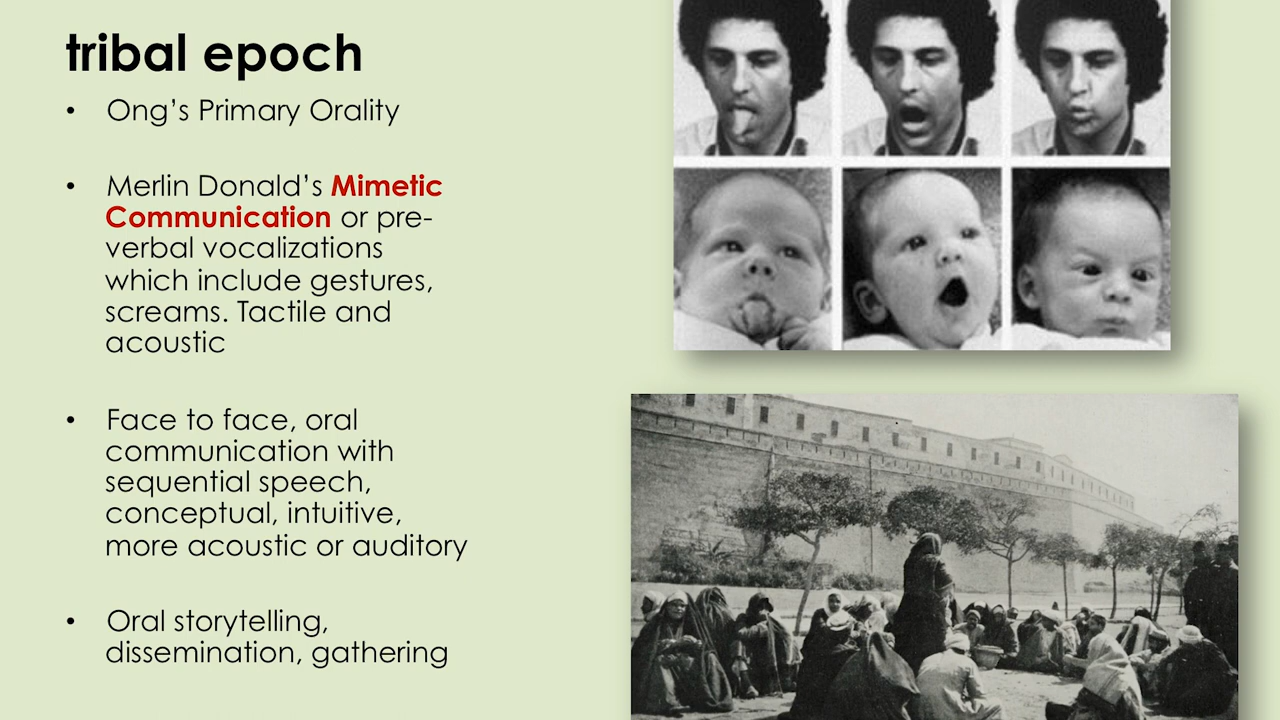 tribal epoch
• Ong’s Primary Orality
• Merlin Donald’s Mimetic
Communication or pre-
verbal vocalizations
which include gestures,
screams. Tactile and
acoustic
• Face to face, oral
communication with
sequential speech,
conceptual, intuitive,
more acoustic or auditory
• Oral storytelling,
dissemination, gathering